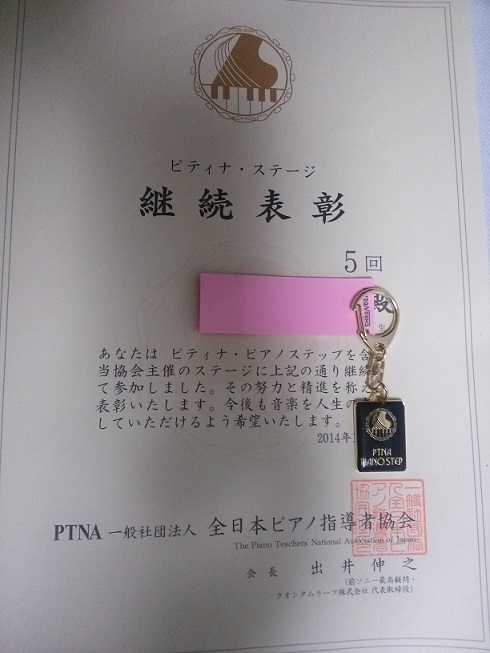 ピティナ・ステージ
継続表彰
5回
殿
あなたは ピティナ・ピアノステップを含
当協会主催のステージに上記の通り継続
て参加しました。その努力と精進を称え
表彰いたします。今後も音楽を人生の
していただけるよう希望いたします。
2014年1
PTNA
PIANO STEP
PTNA 一般社団法人 全日本ピアノ指導者協会
The Piano Teachers' National Association of Japan
会長 出井伸之
(前ソニー最高顧問・
クオンタムリープ株式会社 代表取締役)